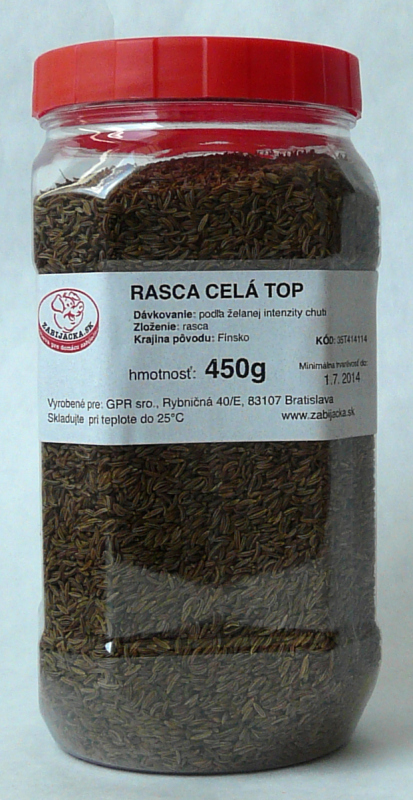 RASCA CELÁ TOP
Dávkovanie: podľa želanej intenzity chuti
Zloženie: rasca
Krajina pôvodu: Fínsko
KÓD: 35T414114
hmotnosť: 450g
Minimálna trvanlivosť do:
1.7. 2014
Vyrobené pre: GPR sro., Rybničná 40/E, 83107 Bratislava
Skladujte pri teplote do 25°C
www.zabijacka.sk
ZABIJAČKA.SK